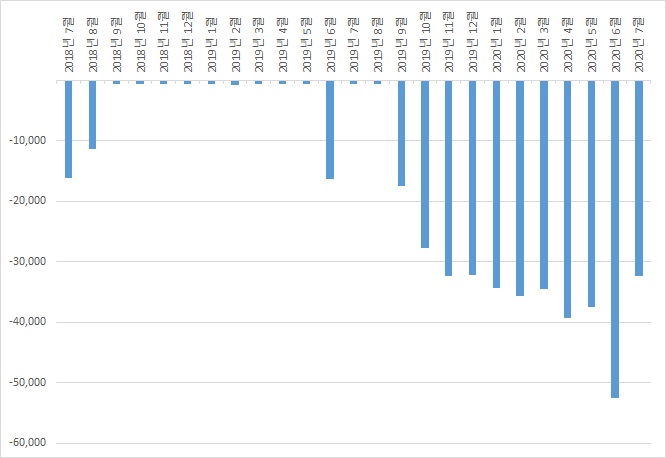 2018년 7월
2018년 8월
2018년 9월
2018년 10월
2018년 11월
2018년 12월
2019년 1월
2019년 2월
2019년 3월
2019년 4월
2019년 5월
2019년 6월
2019년 7월
2019년 8월
2019년 9월
2019년 10월
2019년 11월
2019년 12월
2020년 1월
2020년 2월
2020년 3월
2020년 4월
2020년 5월
2020년 6월
2020년 7월
-10,000
-20,000
-30,000
-40,000
-50,000
-60,000